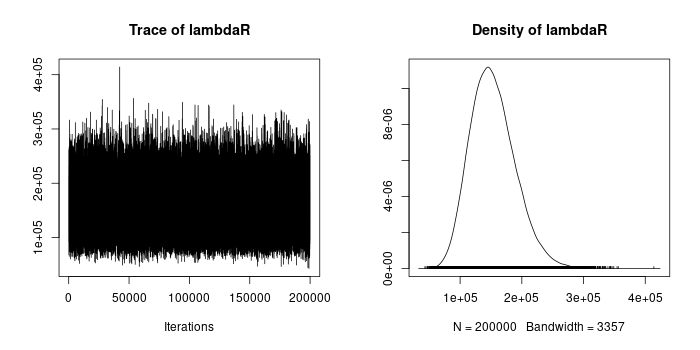 Trace of lambdaR
4e+05
3e+05
2e+05
1e+05
0 50000 100000 150000 200000
Iterations
Density of lambdaR
8e-06
4e-06
0e+00
1e+05 2e+05 3e+05 4e+05
N = 200000 Bandwidth = 3357